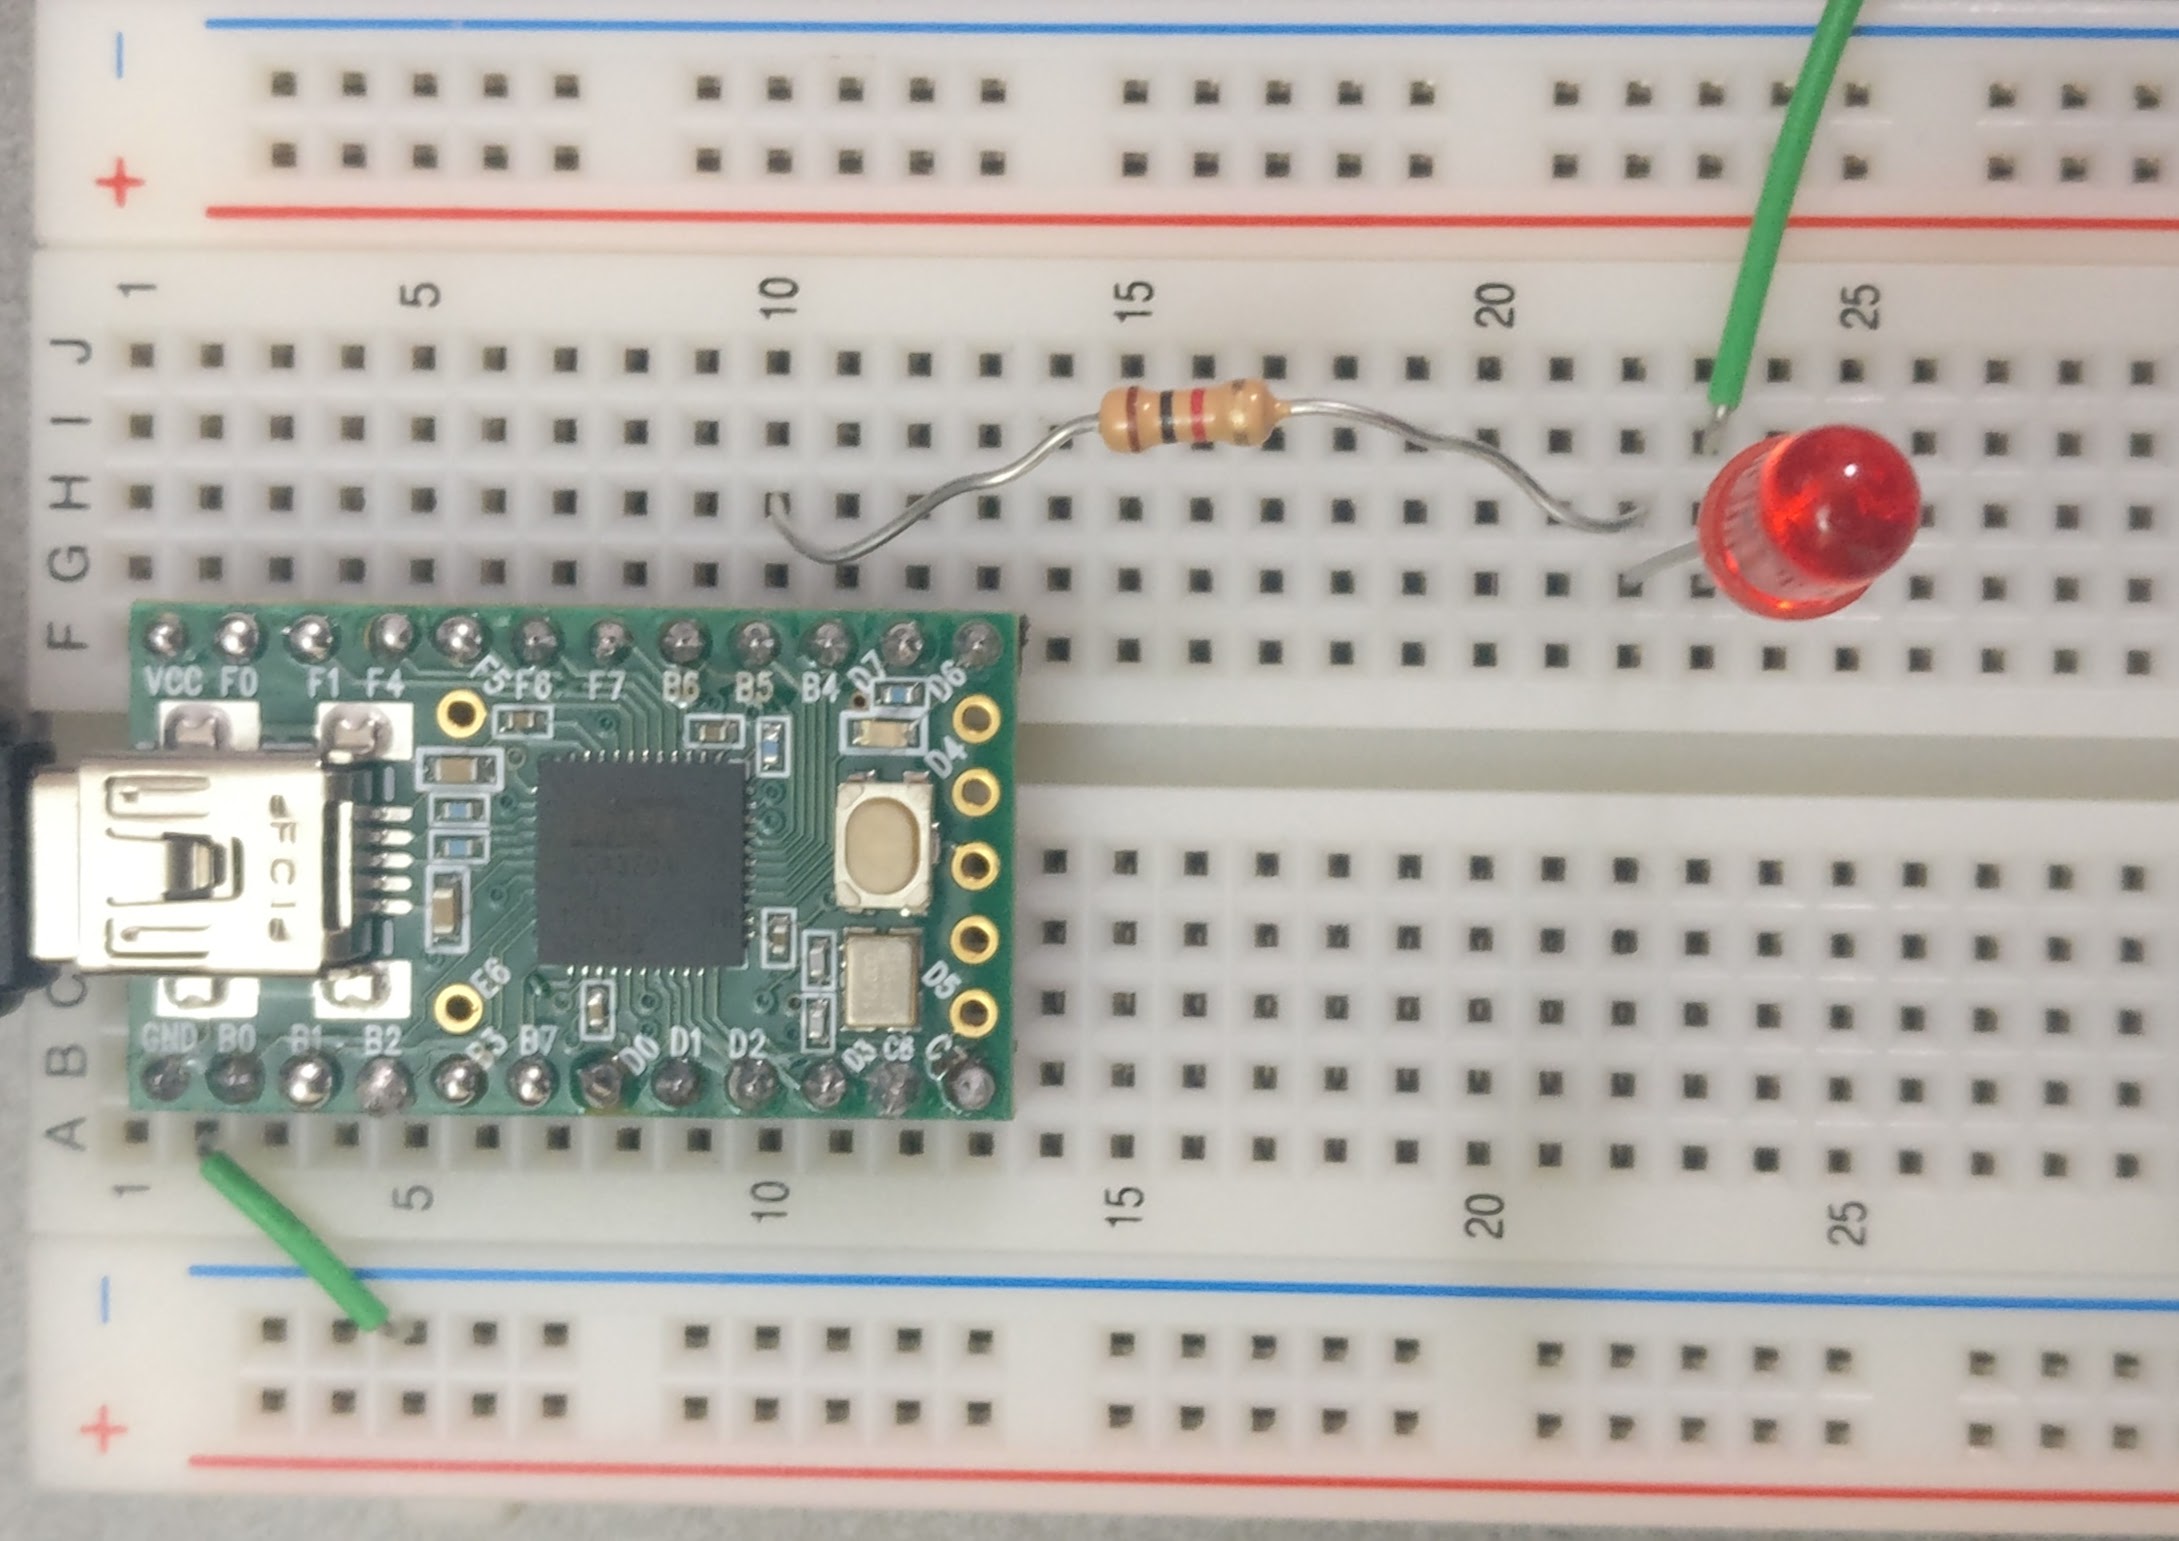 −
+
1 5 10 15 20 25
J
I
H
G
F
VCC F0 F1 F4 F5 F6 F7 B6 B5 B4 D7 D6
D4
FCI
E6
D5
C
GND B0 B1 B2 B3 B7 D0 D1 D2 D3 C6 C7
B
A
1 5 10 15 20 25
−
+